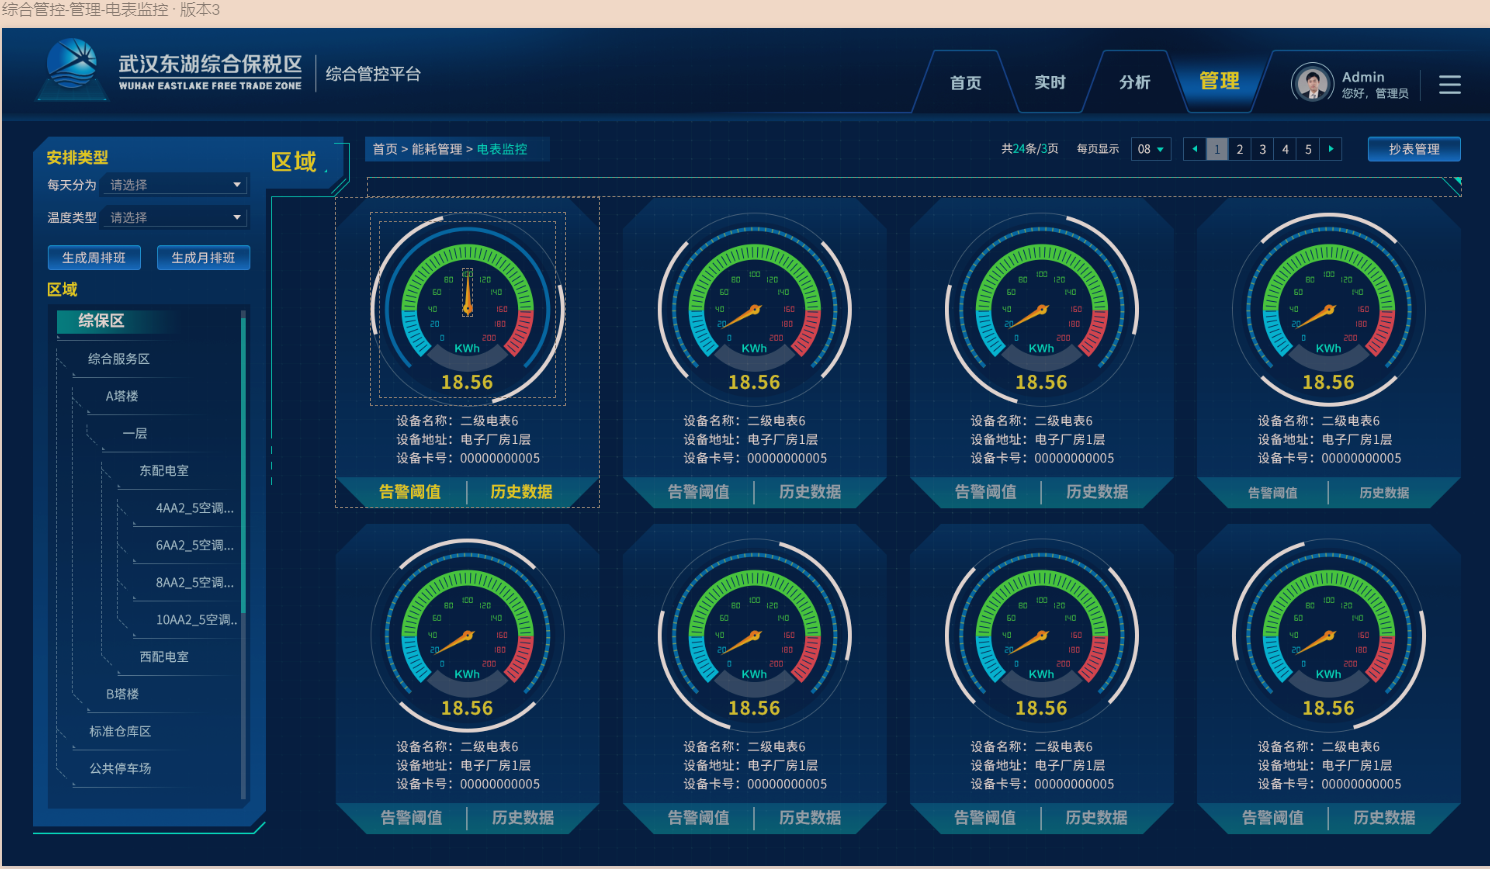 综合管控-管理-电表监控 · 版本3
武汉东湖综合保税区
WUHAN EASTLAKE FREE TRADE ZONE
综合管控平台
首页
实时
分析
管理
Admin
您好，管理员
安排类型
每天分为 请选择
温度类型 请选择
生成周排班 生成月排班
区域
综保区
综合服务区
A塔楼
一层
东配电室
4AA2_5空调...
6AA2_5空调...
8AA2_5空调...
10AA2_5空调..
西配电室
B塔楼
标准仓库区
公共停车场
区域
首页 > 能耗管理 > 电表监控
共24条/3页 每页显示 08 1 2 3 4 5
抄表管理
0 20 40 60 80 100 120 140 160 180 200
KWh
18.56
设备名称：二级电表6
设备地址：电子厂房1层
设备卡号：00000000005
告警阈值 历史数据
0 20 40 60 80 100 120 140 160 180 200
KWh
18.56
设备名称：二级电表6
设备地址：电子厂房1层
设备卡号：00000000005
告警阈值 历史数据
0 20 40 60 80 100 120 140 160 180 200
KWh
18.56
设备名称：二级电表6
设备地址：电子厂房1层
设备卡号：00000000005
告警阈值 历史数据
0 20 40 60 80 100 120 140 160 180 200
KWh
18.56
设备名称：二级电表6
设备地址：电子厂房1层
设备卡号：00000000005
告警阈值 历史数据
0 20 40 60 80 100 120 140 160 180 200
KWh
18.56
设备名称：二级电表6
设备地址：电子厂房1层
设备卡号：00000000005
告警阈值 历史数据
0 20 40 60 80 100 120 140 160 180 200
KWh
18.56
设备名称：二级电表6
设备地址：电子厂房1层
设备卡号：00000000005
告警阈值 历史数据
0 20 40 60 80 100 120 140 160 180 200
KWh
18.56
设备名称：二级电表6
设备地址：电子厂房1层
设备卡号：00000000005
告警阈值 历史数据
0 20 40 60 80 100 120 140 160 180 200
KWh
18.56
设备名称：二级电表6
设备地址：电子厂房1层
设备卡号：00000000005
告警阈值 历史数据